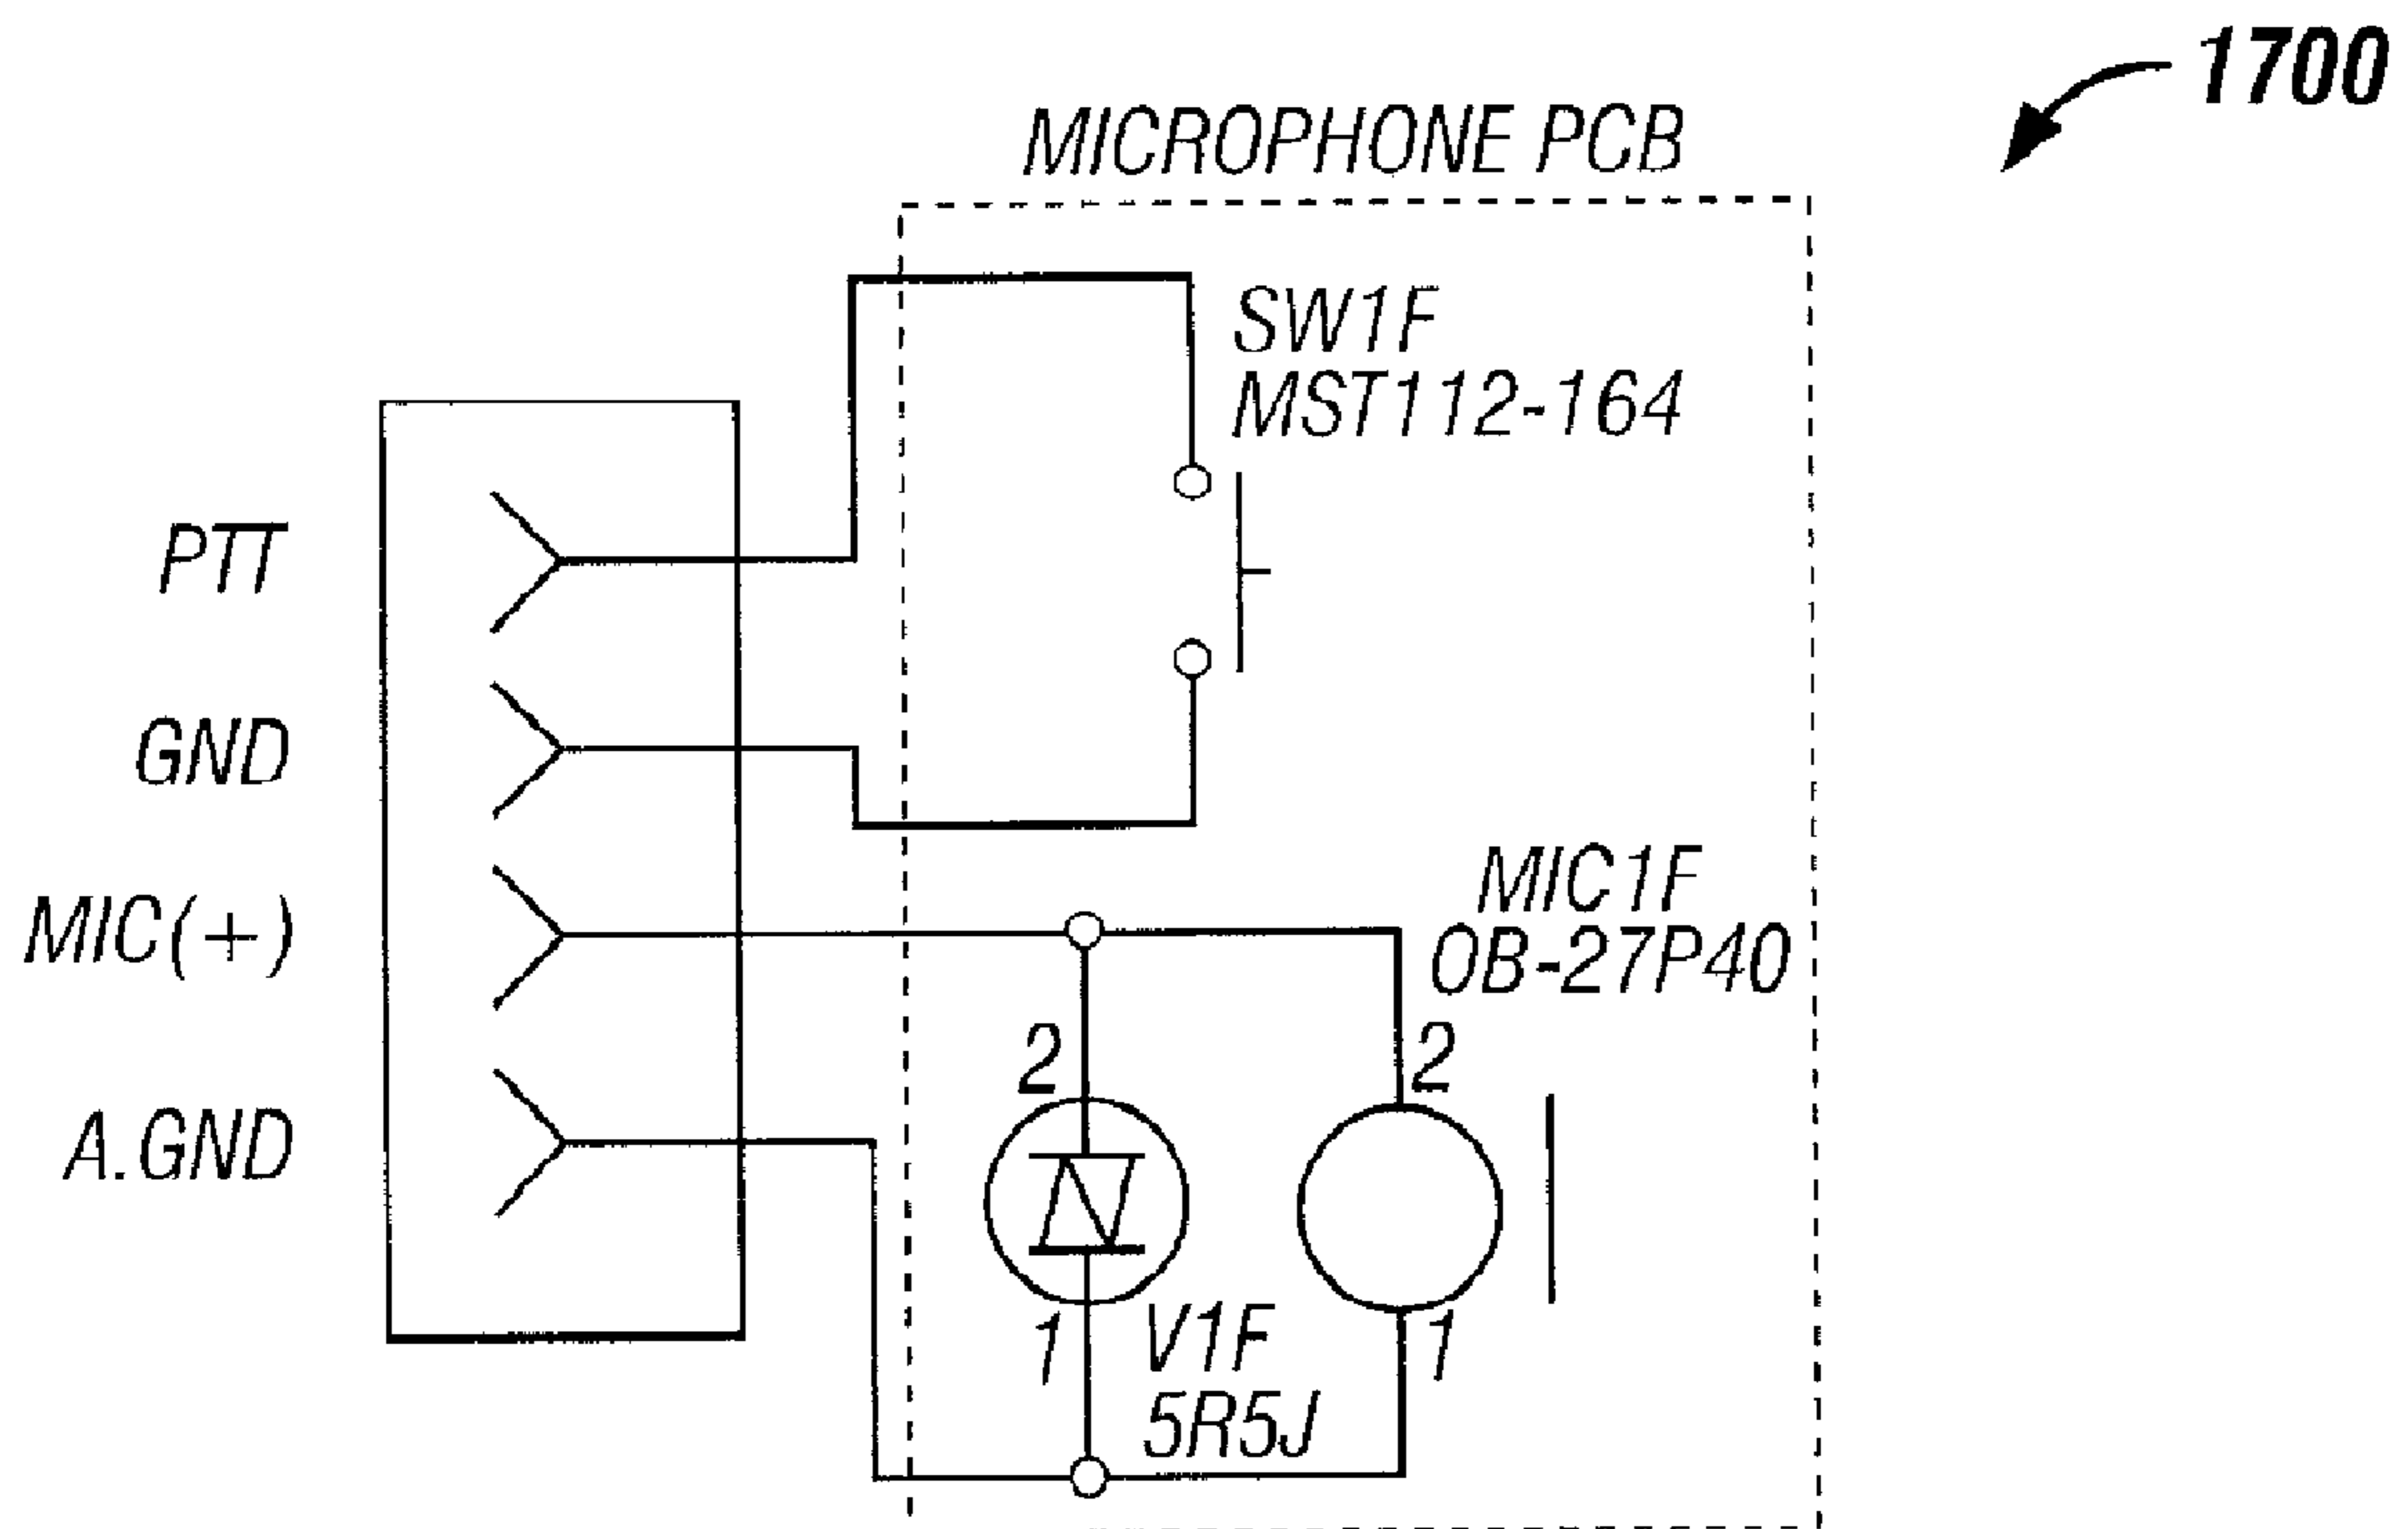 1700
MICROPHONE PCB
SW1F
MST112-164
PTT
GND
MIC(+)
A.GND
MIC1F
OB-27P40
2
2
1
1
V1F
5R5J